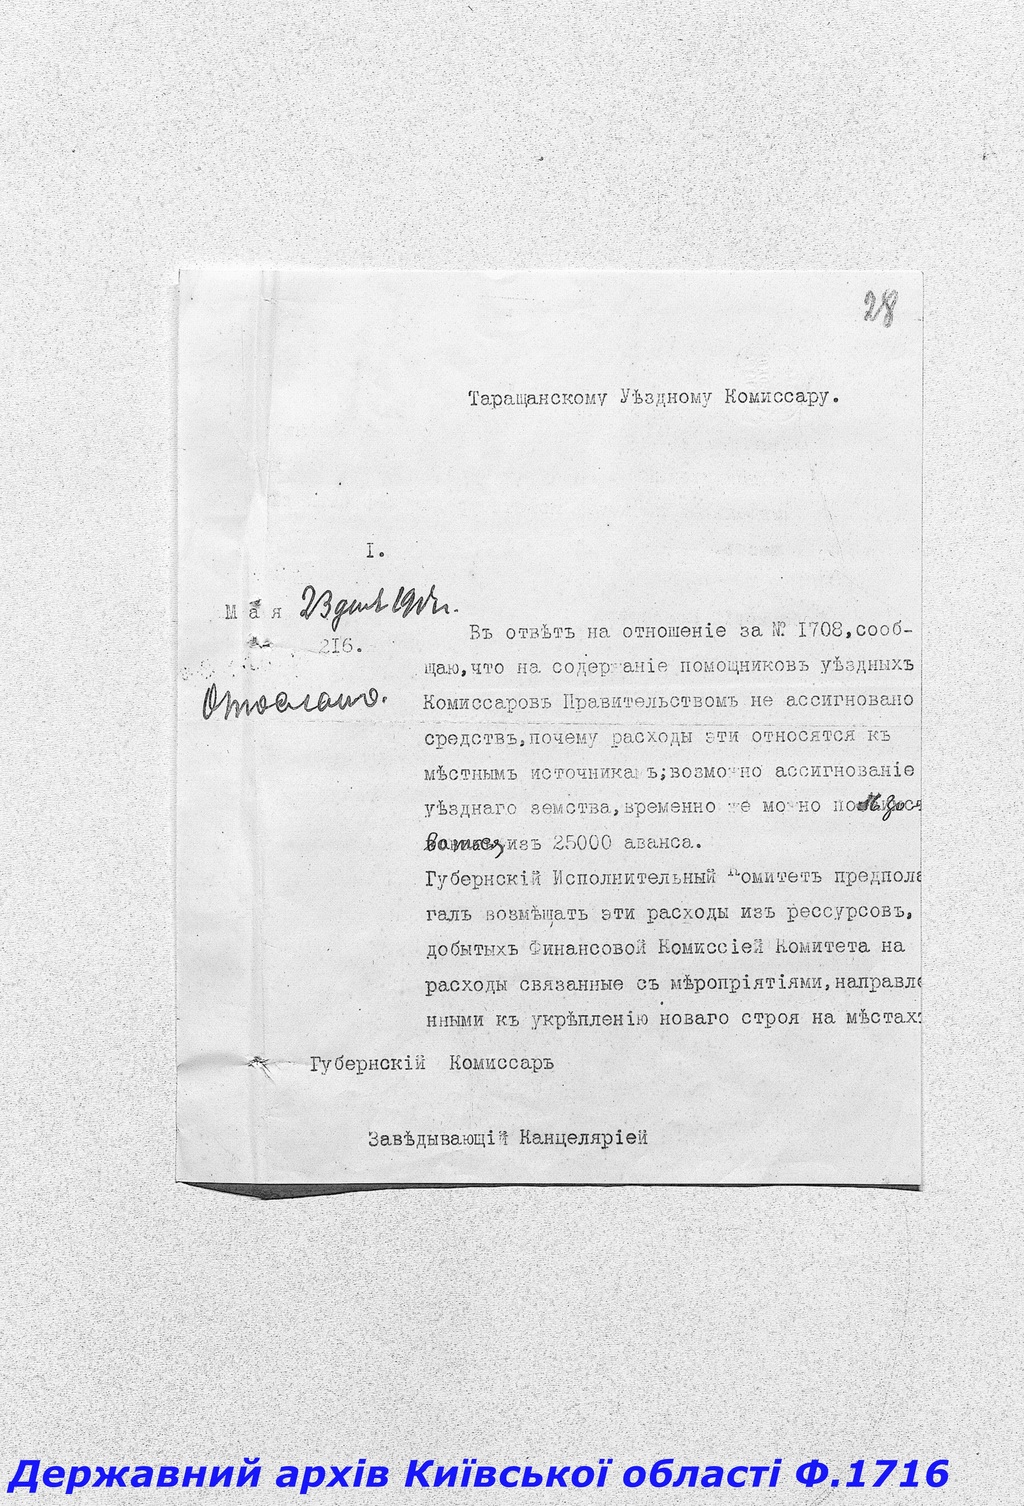 28
Таращанскому Уѣздному Комиссару.
I.
Мая 23 дня 1917 г.
216.
Отослано.
Въ отвѣтъ на отношеніе за № I708,сооб-
щаю,что на содержаніе помощниковъ уѣздныхъ
Комиссаровъ Правительствомъ не ассигновано
средствъ,почему расходы эти относятся къ
мѣстнымъ источникамъ;возможно ассигнованіе
уѣзднаго земства,временно же можно
изъ 25000 аванса.
Губернскій Исполнительный Комитетъ предпола
галъ возмѣщать эти расходы изъ рессурсовъ,
добытыхъ Финансовой Комиссіей Комитета на
расходы связанные съ мѣропріятіями,направле
нными къ укрѣпленію новаго строя на мѣстахъ
Губернскій Комиссаръ
Завѣдывающій Канцеляріей
Державний архів Київської області Ф.1716